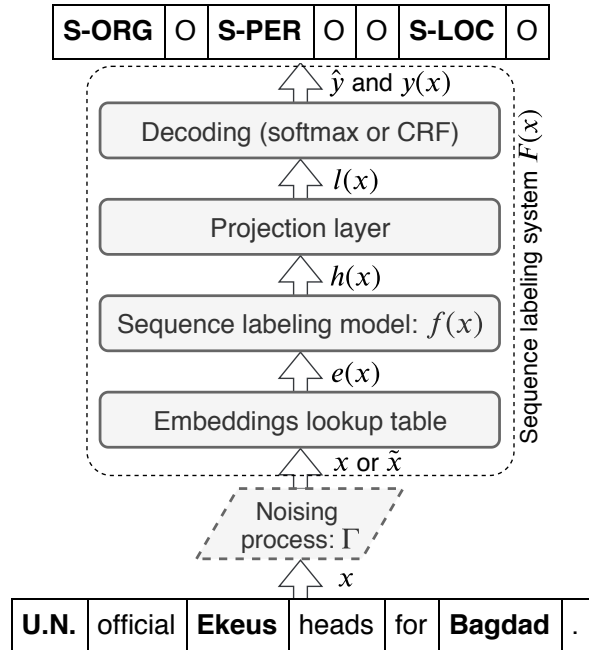 S-ORG O S-PER O O S-LOC O
ŷ and y(x)
Decoding (softmax or CRF)
l(x)
Projection layer
h(x)
Sequence labeling model: f(x)
e(x)
Embeddings lookup table
x or x̃
Sequence labeling system F(x)
Noising
process: Γ
x
U.N. official Ekeus heads for Bagdad .